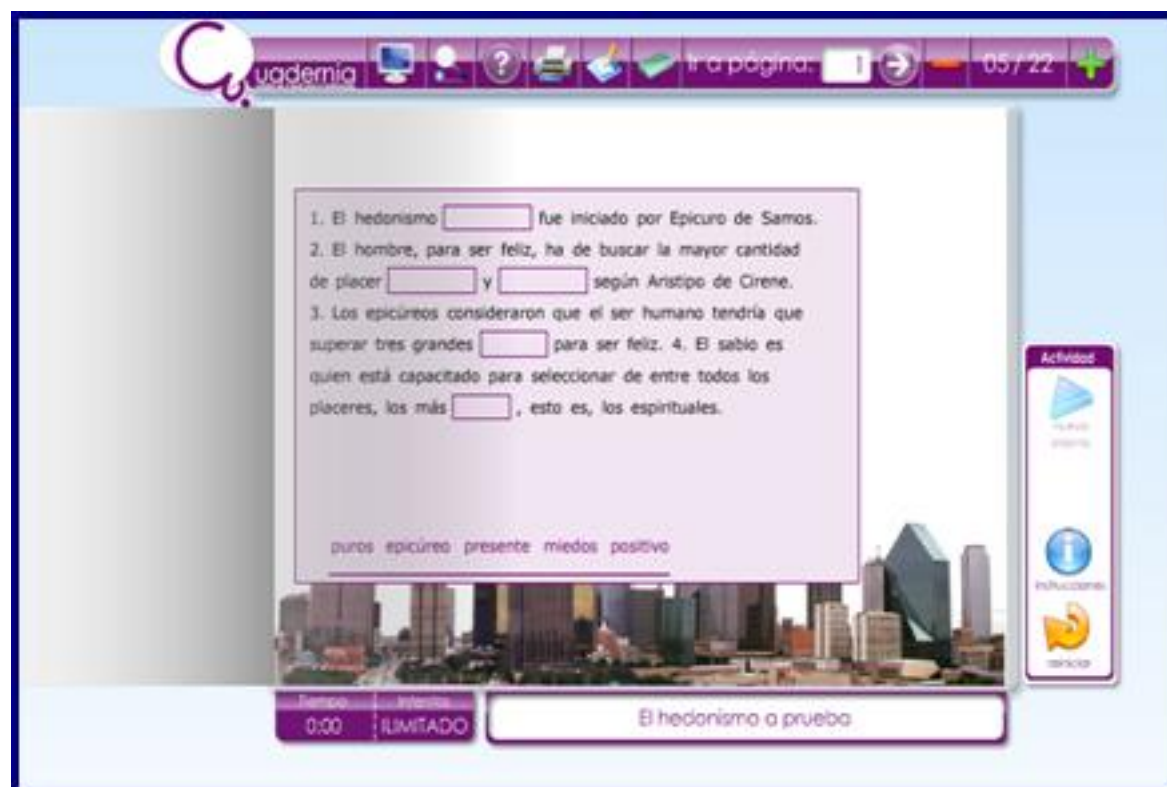 Cuadernia
Ir a página: 1 05/22
1. El hedonismo fue iniciado por Epicuro de Samos.
2. El hombre, para ser feliz, ha de buscar la mayor cantidad
de placer y según Aristipo de Cirene.
3. Los epicúreos consideraron que el ser humano tendría que
superar tres grandes para ser feliz. 4. El sabio es
quien está capacitado para seleccionar de entre todos los
placeres, los más , esto es, los espirituales.
puros epicúreo presente miedos positivo
Actividad
instrucciones
reiniciar
Tiempo Intentos
0:00 ILIMITADO
El hedonismo a prueba